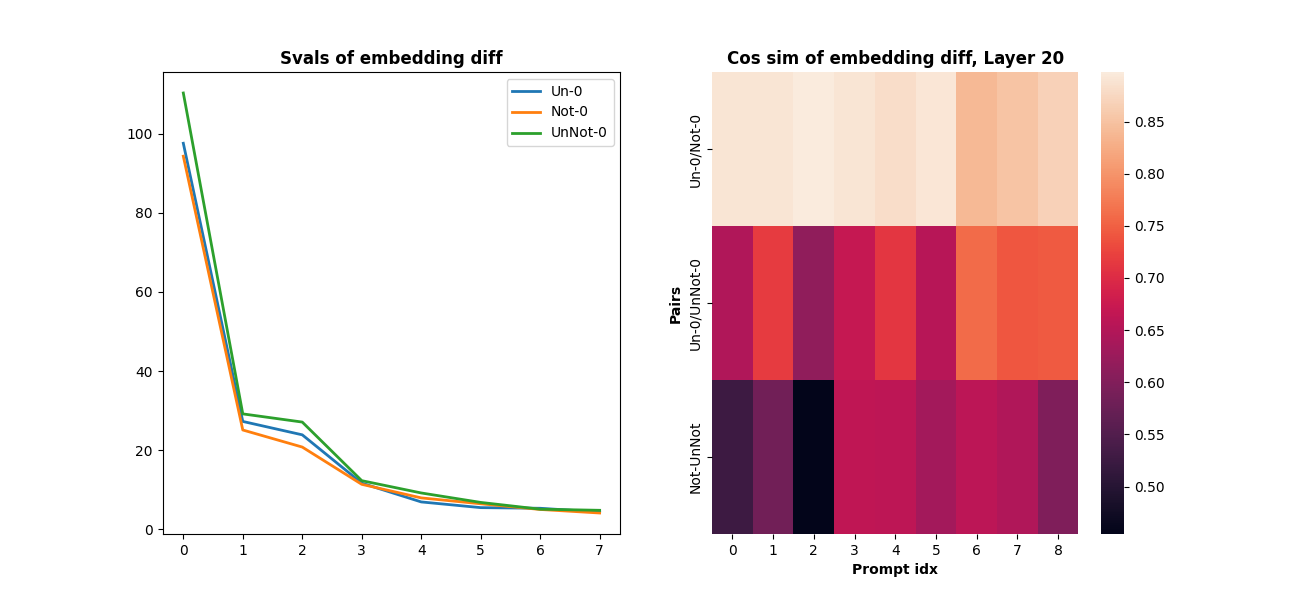 Svals of embedding diff
Un-0
Not-0
UnNot-0
100
80
60
40
20
0
0 1 2 3 4 5 6 7
Cos sim of embedding diff, Layer 20
Pairs
Un-0/Not-0
Un-0/UnNot-0
Not-UnNot
0 1 2 3 4 5 6 7 8
Prompt idx
0.85
0.80
0.75
0.70
0.65
0.60
0.55
0.50